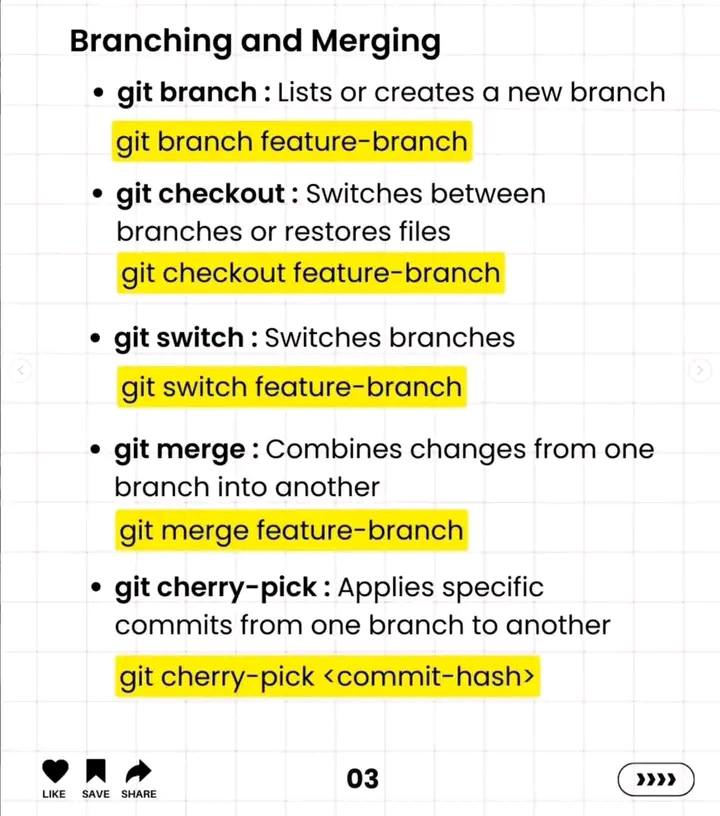 Branching and Merging
• git branch : Lists or creates a new branch
git branch feature-branch
• git checkout : Switches between
branches or restores files
git checkout feature-branch
• git switch : Switches branches
git switch feature-branch
• git merge : Combines changes from one
branch into another
git merge feature-branch
• git cherry-pick : Applies specific
commits from one branch to another
git cherry-pick <commit-hash>
LIKE SAVE SHARE
03